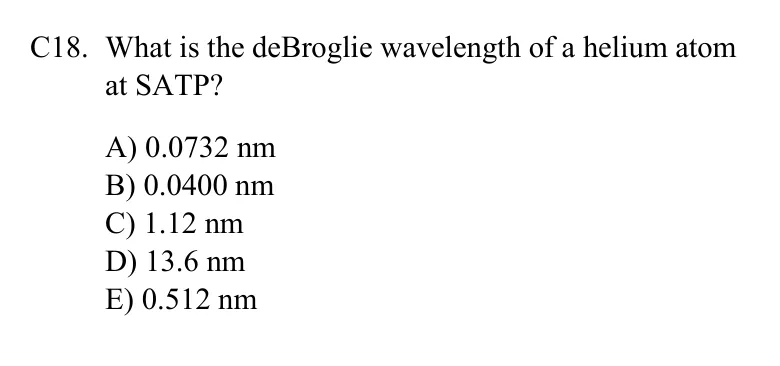 C18. What is the deBroglie wavelength of a helium atom
at SATP?
A) 0.0732 nm
B) 0.0400 nm
C) 1.12 nm
D) 13.6 nm
E) 0.512 nm